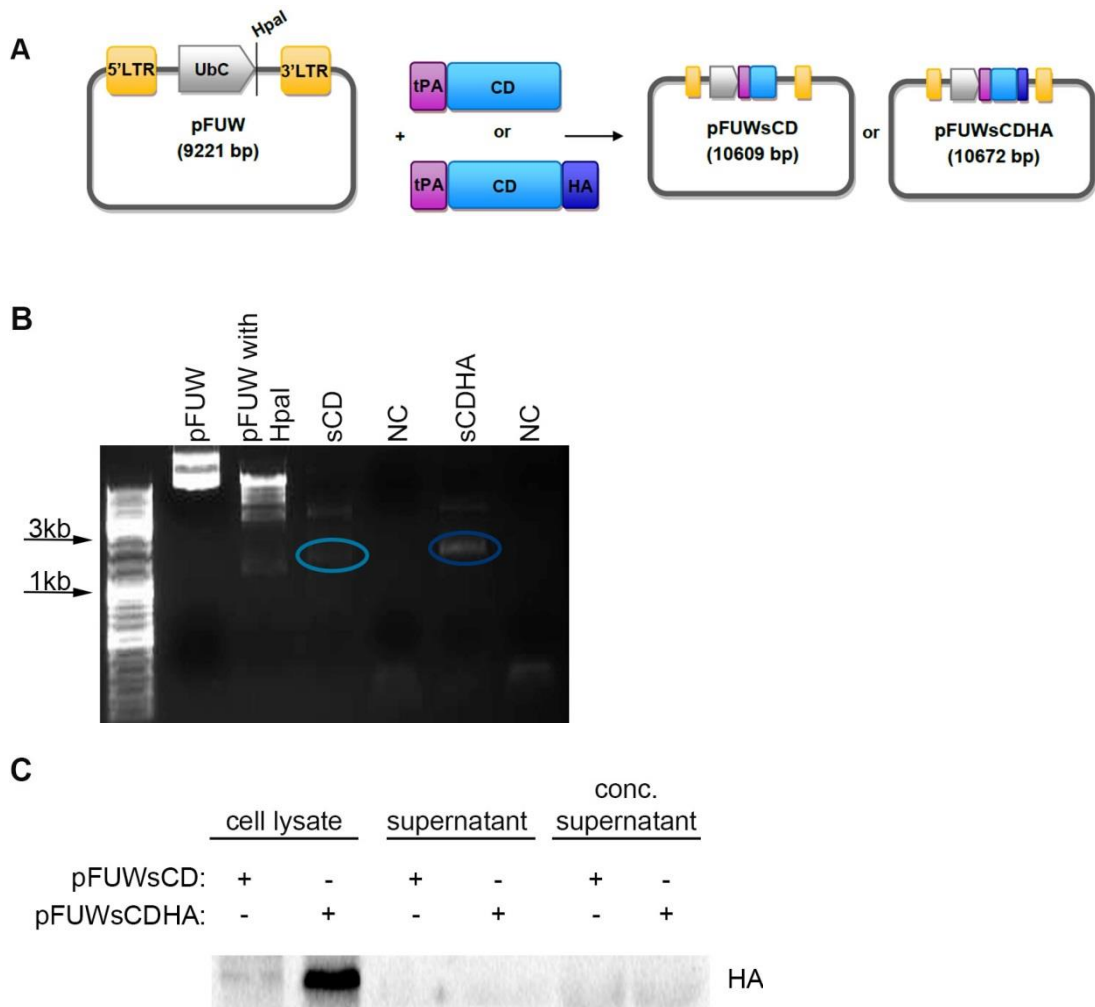 A
5'LTR UbC HpaI 3'LTR
pFUW
(9221 bp)
+
tPA CD
or
tPA CD HA
pFUWsCD
(10609 bp)
or
pFUWsCDHA
(10672 bp)
B
pFUW
pFUW with
HpaI
sCD
NC
sCDHA
NC
3kb
1kb
C
cell lysate supernatant conc.
supernatant
pFUWsCD: + - + - + -
pFUWsCDHA: - + - + - +
HA